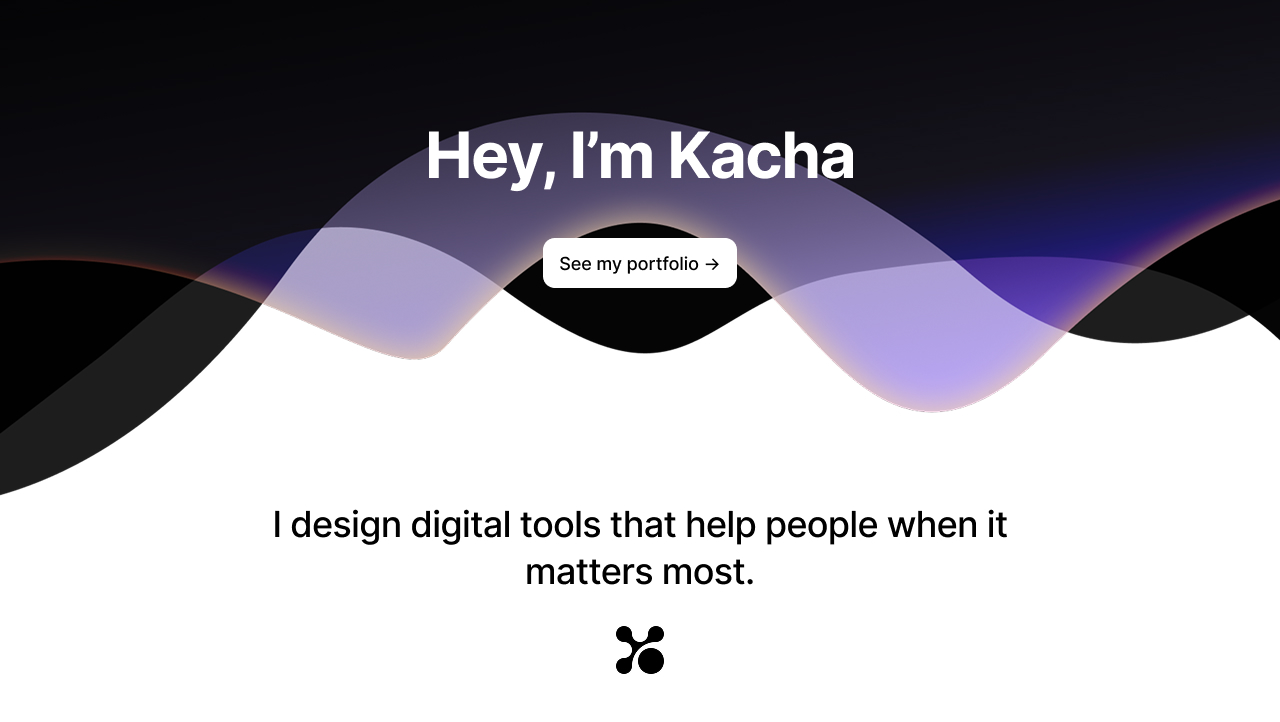 Hey, I’m Kacha
See my portfolio →
I design digital tools that help people when it
matters most.